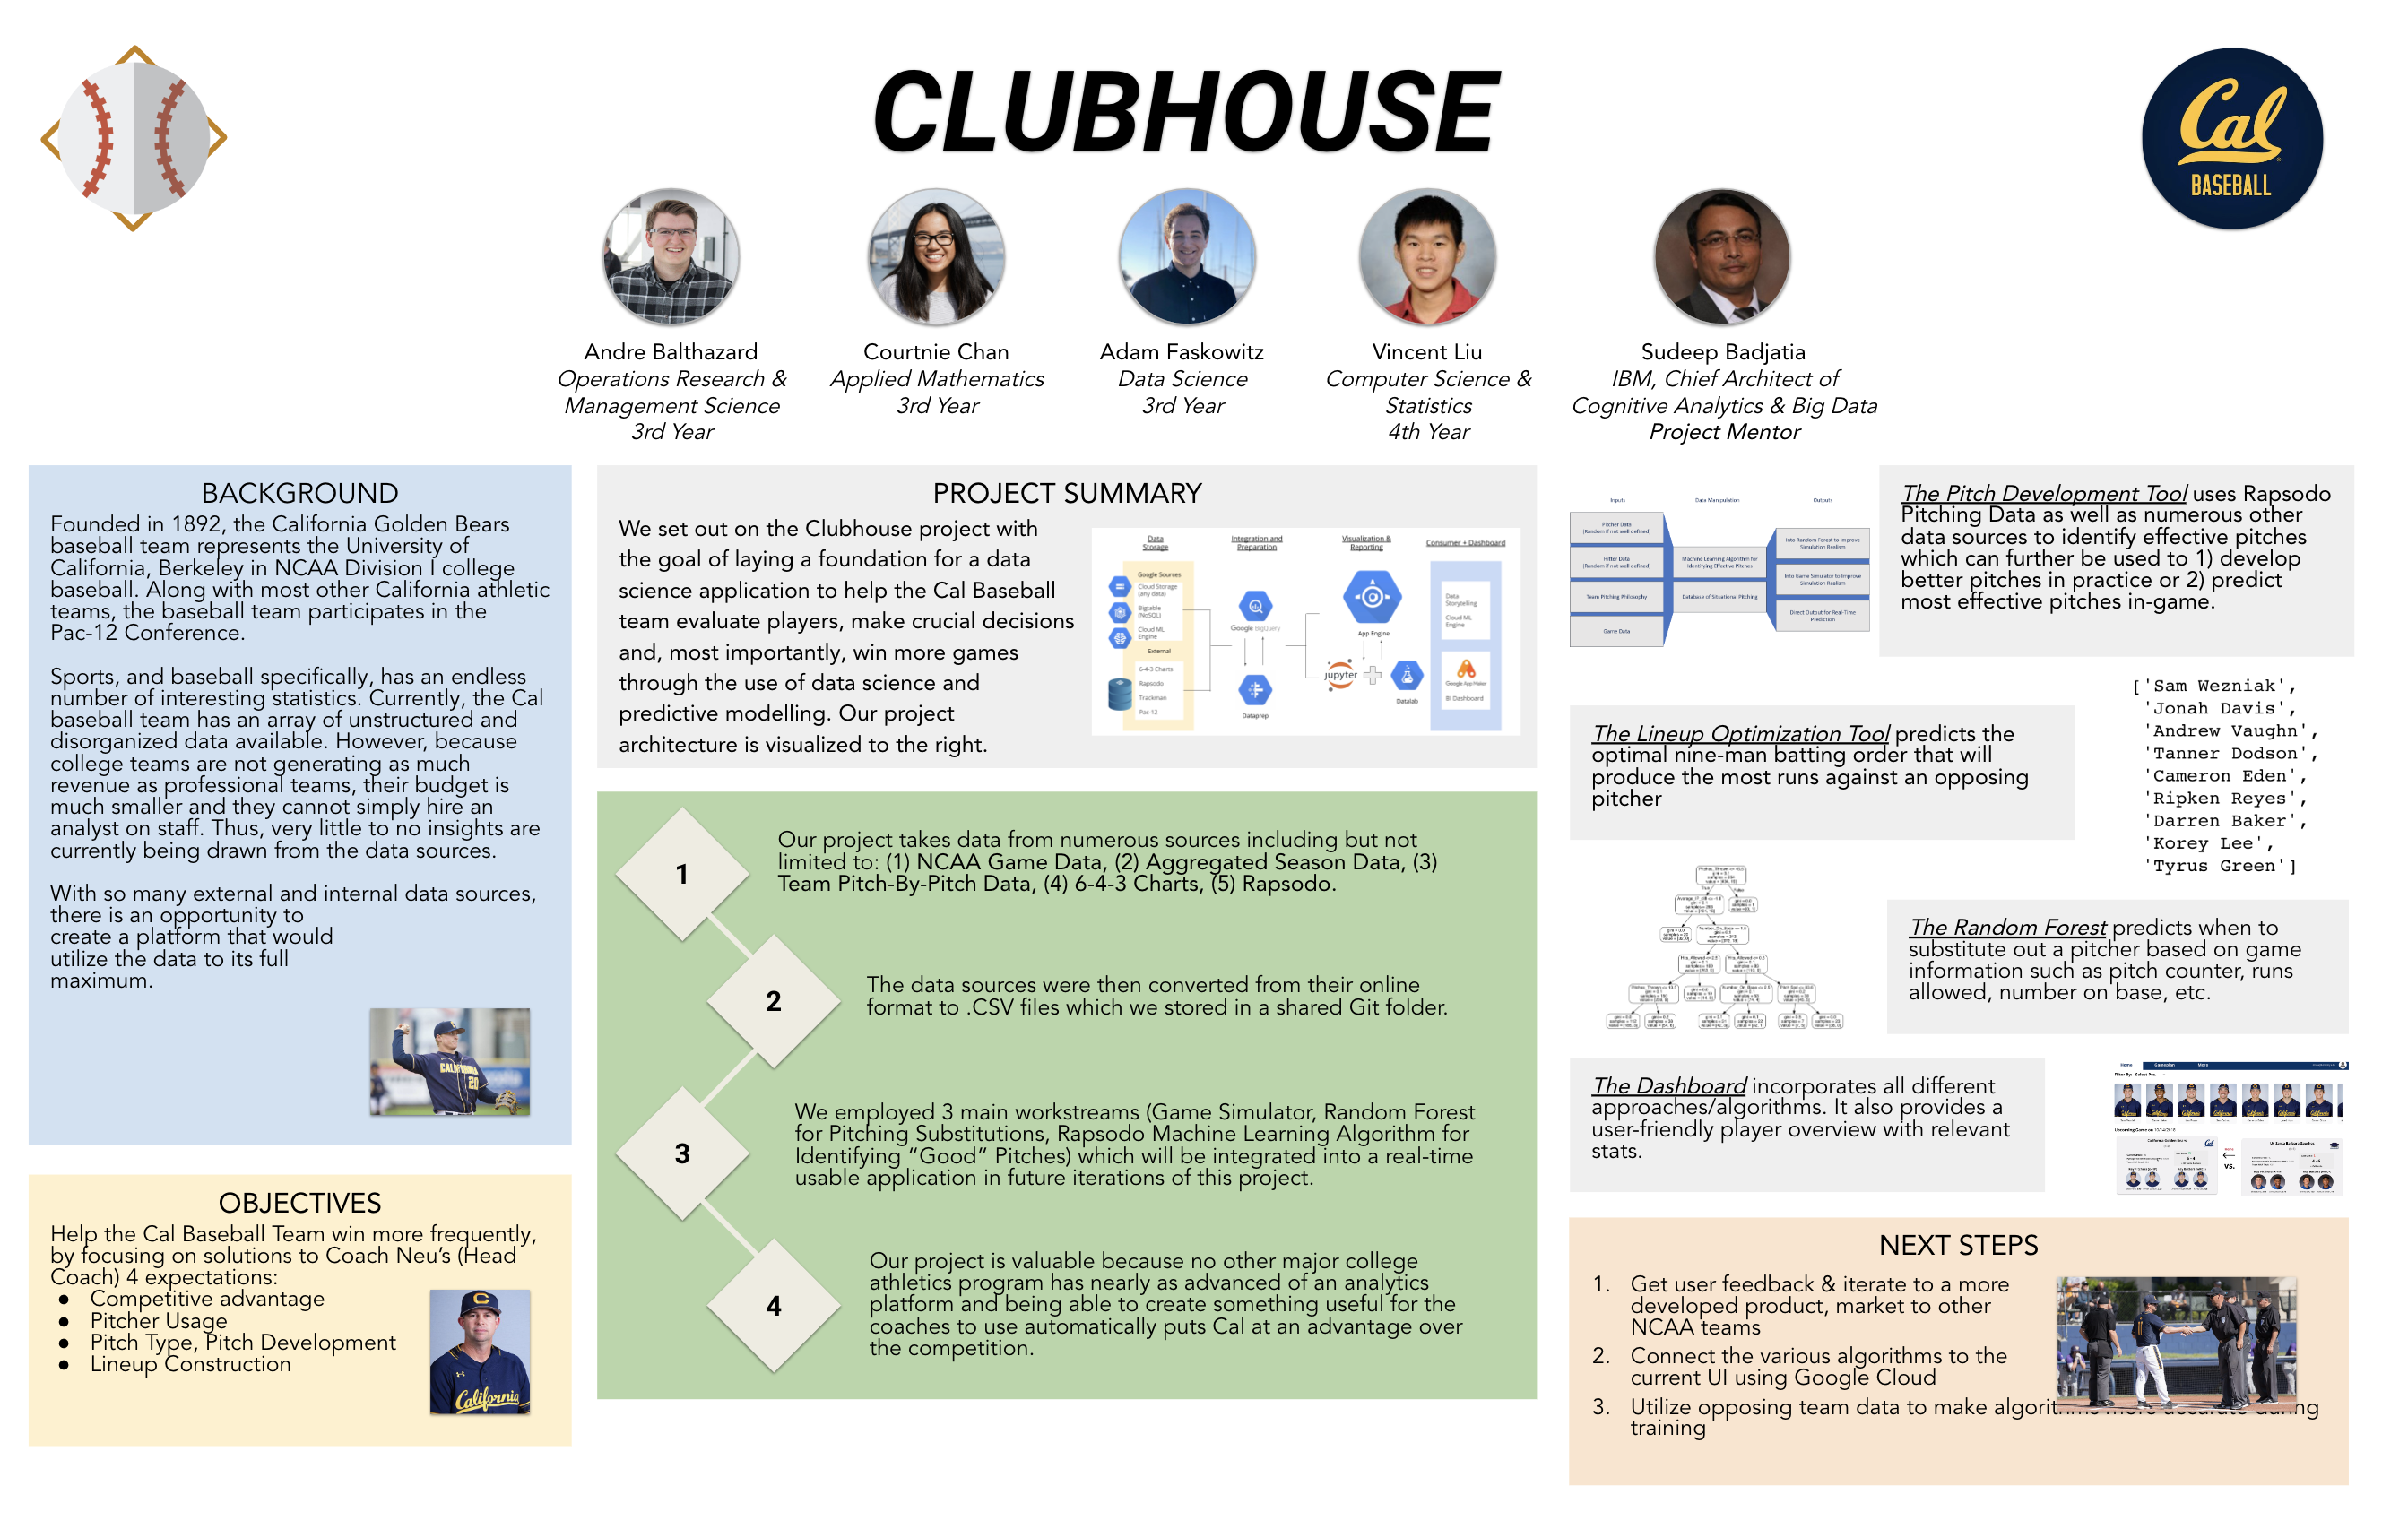 CLUBHOUSE
Cal
BASEBALL
Andre Balthazard
Operations Research &
Management Science
3rd Year
Courtnie Chan
Applied Mathematics
3rd Year
Adam Faskowitz
Data Science
3rd Year
Vincent Liu
Computer Science &
Statistics
4th Year
Sudeep Badjatia
IBM, Chief Architect of
Cognitive Analytics & Big Data
Project Mentor
BACKGROUND
Founded in 1892, the California Golden Bears
baseball team represents the University of
California, Berkeley in NCAA Division I college
baseball. Along with most other California athletic
teams, the baseball team participates in the
Pac-12 Conference.
Sports, and baseball specifically, has an endless
number of interesting statistics. Currently, the Cal
baseball team has an array of unstructured and
disorganized data available. However, because
college teams are not generating as much
revenue as professional teams, their budget is
much smaller and they cannot simply hire an
analyst on staff. Thus, very little to no insights are
currently being drawn from the data sources.
With so many external and internal data sources,
there is an opportunity to
create a platform that would
utilize the data to its full
maximum.
CALIFORNIA
20
OBJECTIVES
Help the Cal Baseball Team win more frequently,
by focusing on solutions to Coach Neu's (Head
Coach) 4 expectations:
● Competitive advantage
● Pitcher Usage
● Pitch Type, Pitch Development
● Lineup Construction
C
California
PROJECT SUMMARY
We set out on the Clubhouse project with
the goal of laying a foundation for a data
science application to help the Cal Baseball
team evaluate players, make crucial decisions
and, most importantly, win more games
through the use of data science and
predictive modelling. Our project
architecture is visualized to the right.
Data
Storage
Integration and
Preparation
Visualization &
Reporting
Consumer + Dashboard
Google Sources
Cloud Storage
(any data)
Bigtable
(NoSQL)
Cloud ML
Engine
External
6-4-3 Charts
Rapsodo
Trackman
Pac-12
Google BigQuery
Dataprep
App Engine
jupyter
Datalab
Data
Storytelling
Cloud ML
Engine
Google App Maker
BI Dashboard
1
Our project takes data from numerous sources including but not
limited to: (1) NCAA Game Data, (2) Aggregated Season Data, (3)
Team Pitch-By-Pitch Data, (4) 6-4-3 Charts, (5) Rapsodo.
2
The data sources were then converted from their online
format to .CSV files which we stored in a shared Git folder.
3
We employed 3 main workstreams (Game Simulator, Random Forest
for Pitching Substitutions, Rapsodo Machine Learning Algorithm for
Identifying “Good” Pitches) which will be integrated into a real-time
usable application in future iterations of this project.
4
Our project is valuable because no other major college
athletics program has nearly as advanced of an analytics
platform and being able to create something useful for the
coaches to use automatically puts Cal at an advantage over
the competition.
Inputs
Data Manipulation
Outputs
Pitcher Data
(Random if not well defined)
Hitter Data
(Random if not well defined)
Team Pitching Philosophy
Game Data
Machine Learning Algorithm for
Identifying Effective Pitches
Database of Situational Pitching
Into Random Forest to Improve
Simulation Realism
Into Game Simulator to Improve
Simulation Realism
Direct Output for Real-Time
Prediction
The Pitch Development Tool uses Rapsodo
Pitching Data as well as numerous other
data sources to identify effective pitches
which can further be used to 1) develop
better pitches in practice or 2) predict
most effective pitches in-game.
The Lineup Optimization Tool predicts the
optimal nine-man batting order that will
produce the most runs against an opposing
pitcher
['Sam Wezniak',
'Jonah Davis',
'Andrew Vaughn',
'Tanner Dodson',
'Cameron Eden',
'Ripken Reyes',
'Darren Baker',
'Korey Lee',
'Tyrus Green']
The Random Forest predicts when to
substitute out a pitcher based on game
information such as pitch counter, runs
allowed, number on base, etc.
The Dashboard incorporates all different
approaches/algorithms. It also provides a
user-friendly player overview with relevant
stats.
Home
Gameplan
More
VS.
NEXT STEPS
1. Get user feedback & iterate to a more
developed product, market to other
NCAA teams
2. Connect the various algorithms to the
current UI using Google Cloud
3. Utilize opposing team data to make algorithms more accurate during
training